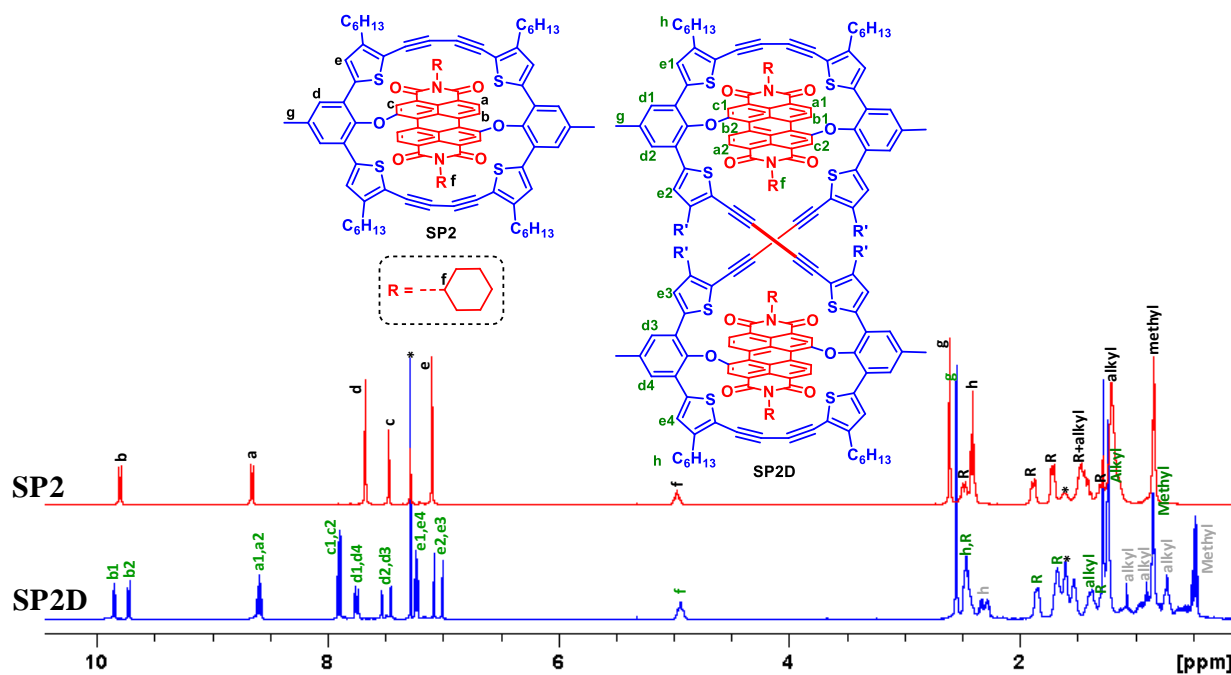 C6H13
C6H13
h
C6H13
C6H13
e
S
S
R
e1
S
S
R
d
O
N
O
d1
O
N
O
c
a
c1
a1
g
O
b
O
g
O
b2
b1
O
a2
c2
O
N
O
d2
O
N
O
S
R
f
S
e2
S
R
f
S
C6H13
SP2
C6H13
R'
R'
R'
R'
R =
f
e3
S
R
S
d3
O
N
O
O
O
d4
O
N
O
e4
S
R
S
h
C6H13
SP2D
C6H13
SP2
b
a
d
c
*
e
f
g
g
R
h
R
R
*
R+alkyl
R
alkyl
Alkyl
methyl
Methyl
SP2D
b1
b2
a1,a2
c1,c2
d1,d4
d2,d3
e1,e4
e2,e3
f
h,R
h
R
R
*
alkyl
R
alkyl
alkyl
alkyl
Methyl
10
8
6
4
2
[ppm]